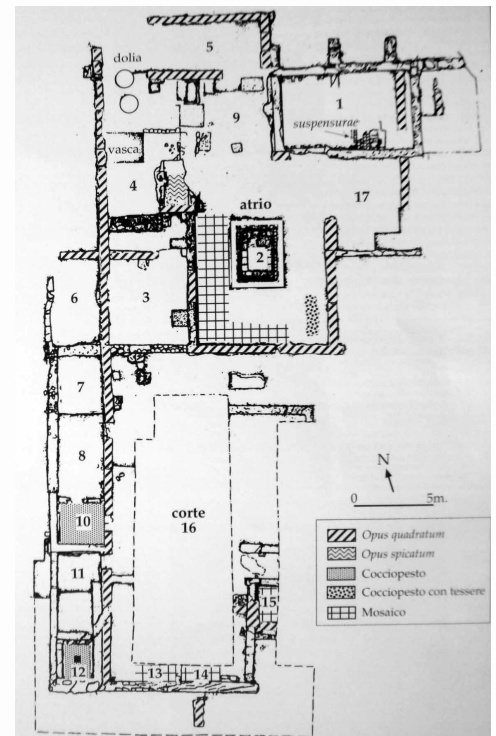 5
dolia
1
9
suspensurae
vasca
4
17
atrio
2
6
3
7
8
N
0 5m.
corte
16
10
Opus quadratum
Opus spicatum
Cocciopesto
Cocciopesto con tessere
Mosaico
11
15
12
13
14